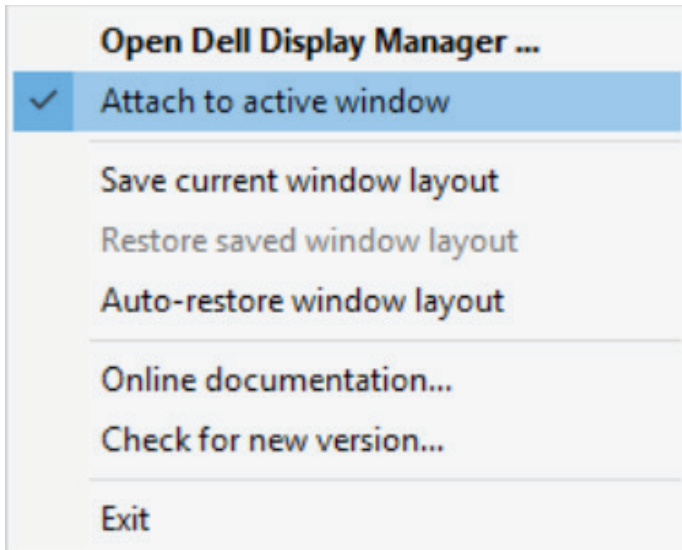 Open Dell Display Manager ...
Attach to active window
Save current window layout
Restore saved window layout
Auto-restore window layout
Online documentation...
Check for new version...
Exit